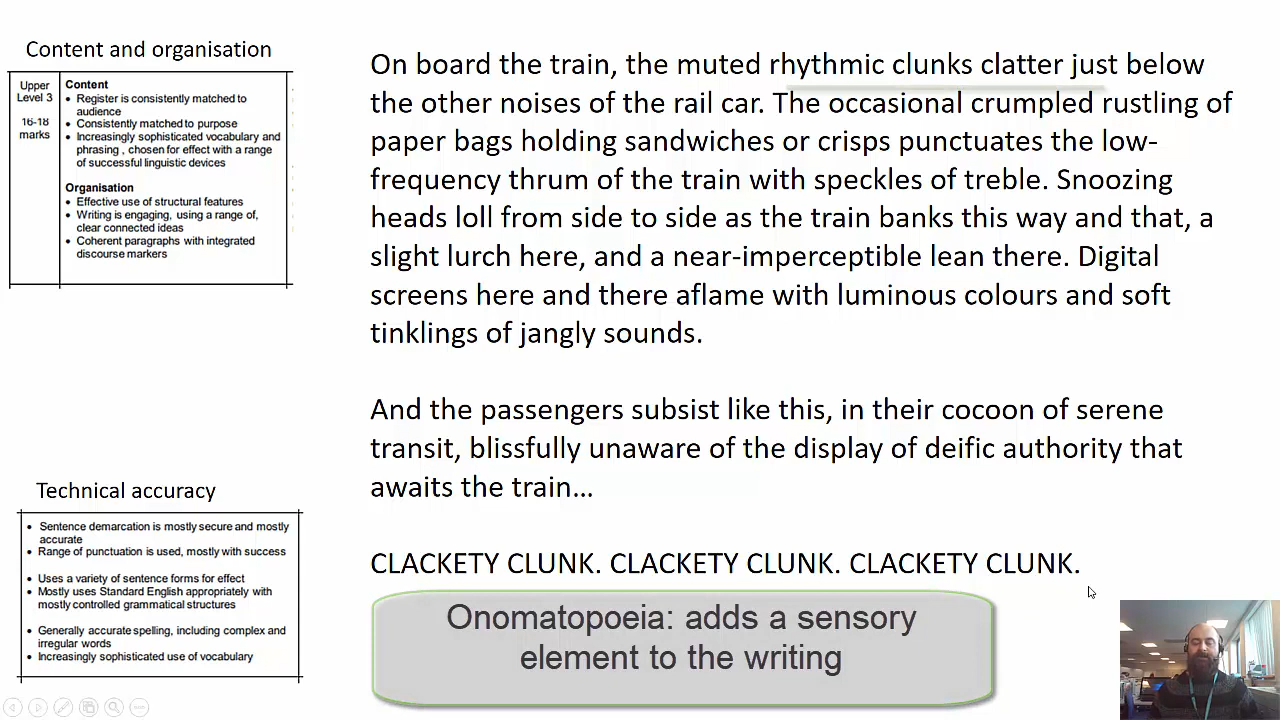 Content and organisation
Upper
Level 3
16-18
marks
Content
• Register is consistently matched to
audience
• Consistently matched to purpose
• Increasingly sophisticated vocabulary and
phrasing , chosen for effect with a range
of successful linguistic devices
Organisation
• Effective use of structural features
• Writing is engaging, using a range of,
clear connected ideas
• Coherent paragraphs with integrated
discourse markers
Technical accuracy
• Sentence demarcation is mostly secure and mostly
accurate
• Range of punctuation is used, mostly with success
• Uses a variety of sentence forms for effect
• Mostly uses Standard English appropriately with
mostly controlled grammatical structures
• Generally accurate spelling, including complex and
irregular words
• Increasingly sophisticated use of vocabulary
On board the train, the muted rhythmic clunks clatter just below
the other noises of the rail car. The occasional crumpled rustling of
paper bags holding sandwiches or crisps punctuates the low-
frequency thrum of the train with speckles of treble. Snoozing
heads loll from side to side as the train banks this way and that, a
slight lurch here, and a near-imperceptible lean there. Digital
screens here and there aflame with luminous colours and soft
tinklings of jangly sounds.
And the passengers subsist like this, in their cocoon of serene
transit, blissfully unaware of the display of deific authority that
awaits the train…
CLACKETY CLUNK. CLACKETY CLUNK. CLACKETY CLUNK.
Onomatopoeia: adds a sensory
element to the writing